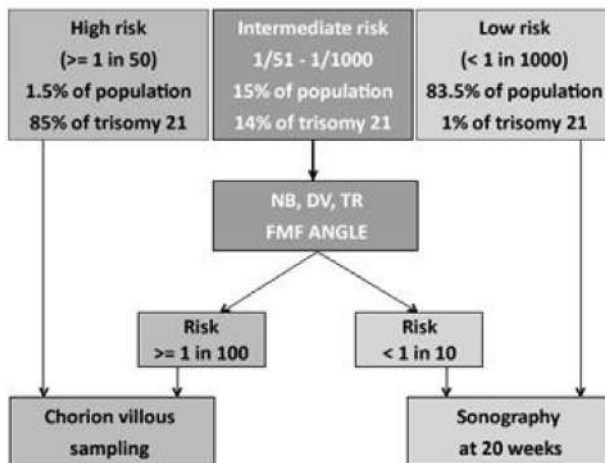 High risk
(>= 1 in 50)
1.5% of population
85% of trisomy 21
Intermediate risk
1/51 - 1/1000
15% of population
14% of trisomy 21
Low risk
(< 1 in 1000)
83.5% of population
1% of trisomy 21
NB, DV, TR
FMF ANGLE
Risk
>= 1 in 100
Risk
< 1 in 10
Chorion villous
sampling
Sonography
at 20 weeks